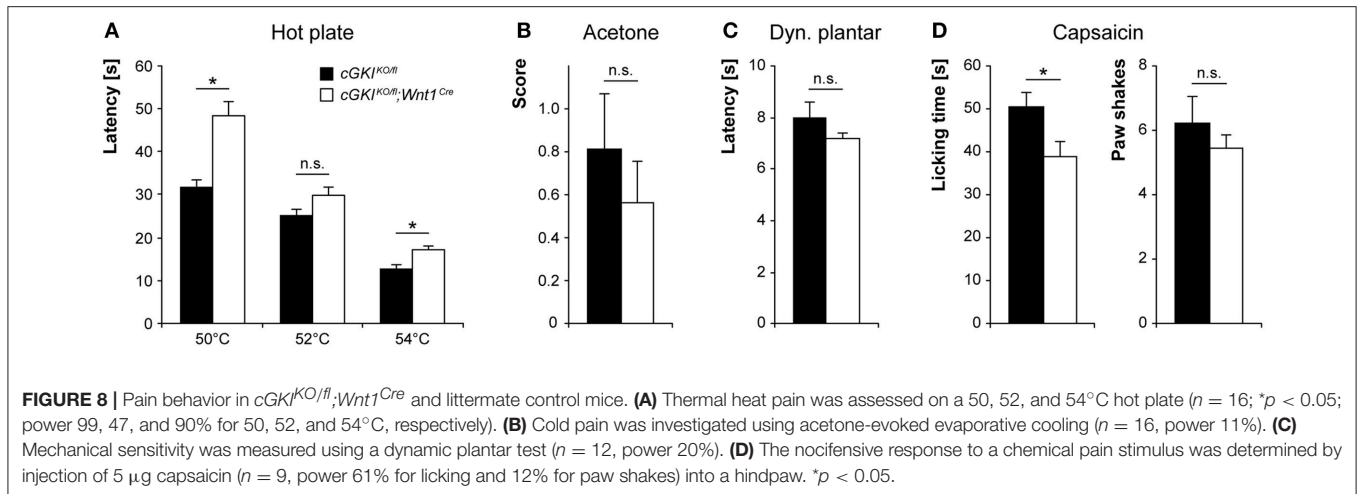 A Hot plate
Latency [s]
60
50
40
30
20
10
0
*
n.s.
*
cGKI^KO/fl
cGKI^KO/fl;Wnt1^Cre
50°C 52°C 54°C
B Acetone
Score
1.0
0.8
0.6
0.4
0.2
0
n.s.
C Dyn. plantar
Latency [s]
10
8
6
4
2
0
n.s.
D Capsaicin
Licking time [s]
60
50
40
30
20
10
0
*
Paw shakes
8
6
4
2
0
n.s.
FIGURE 8 | Pain behavior in cGKI^KO/fl;Wnt1^Cre and littermate control mice. (A) Thermal heat pain was assessed on a 50, 52, and 54°C hot plate (n = 16; *p < 0.05;
power 99, 47, and 90% for 50, 52, and 54°C, respectively). (B) Cold pain was investigated using acetone-evoked evaporative cooling (n = 16, power 11%). (C)
Mechanical sensitivity was measured using a dynamic plantar test (n = 12, power 20%). (D) The nocifensive response to a chemical pain stimulus was determined by
injection of 5 μg capsaicin (n = 9, power 61% for licking and 12% for paw shakes) into a hindpaw. *p < 0.05.